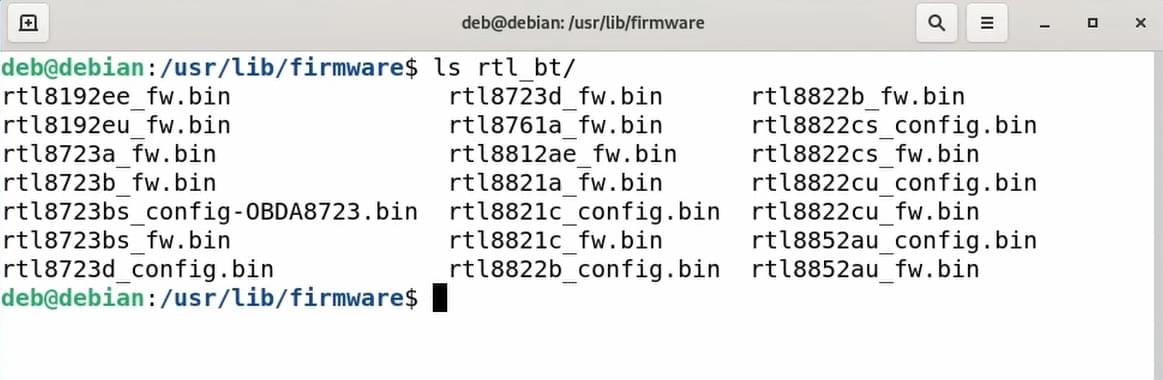 deb@debian: /usr/lib/firmware
deb@debian:/usr/lib/firmware$ ls rtl_bt/
rtl8192ee_fw.bin rtl8723d_fw.bin rtl8822b_fw.bin
rtl8192eu_fw.bin rtl8761a_fw.bin rtl8822cs_config.bin
rtl8723a_fw.bin rtl8812ae_fw.bin rtl8822cs_fw.bin
rtl8723b_fw.bin rtl8821a_fw.bin rtl8822cu_config.bin
rtl8723bs_config-OBDA8723.bin rtl8821c_config.bin rtl8822cu_fw.bin
rtl8723bs_fw.bin rtl8821c_fw.bin rtl8852au_config.bin
rtl8723d_config.bin rtl8822b_config.bin rtl8852au_fw.bin
deb@debian:/usr/lib/firmware$